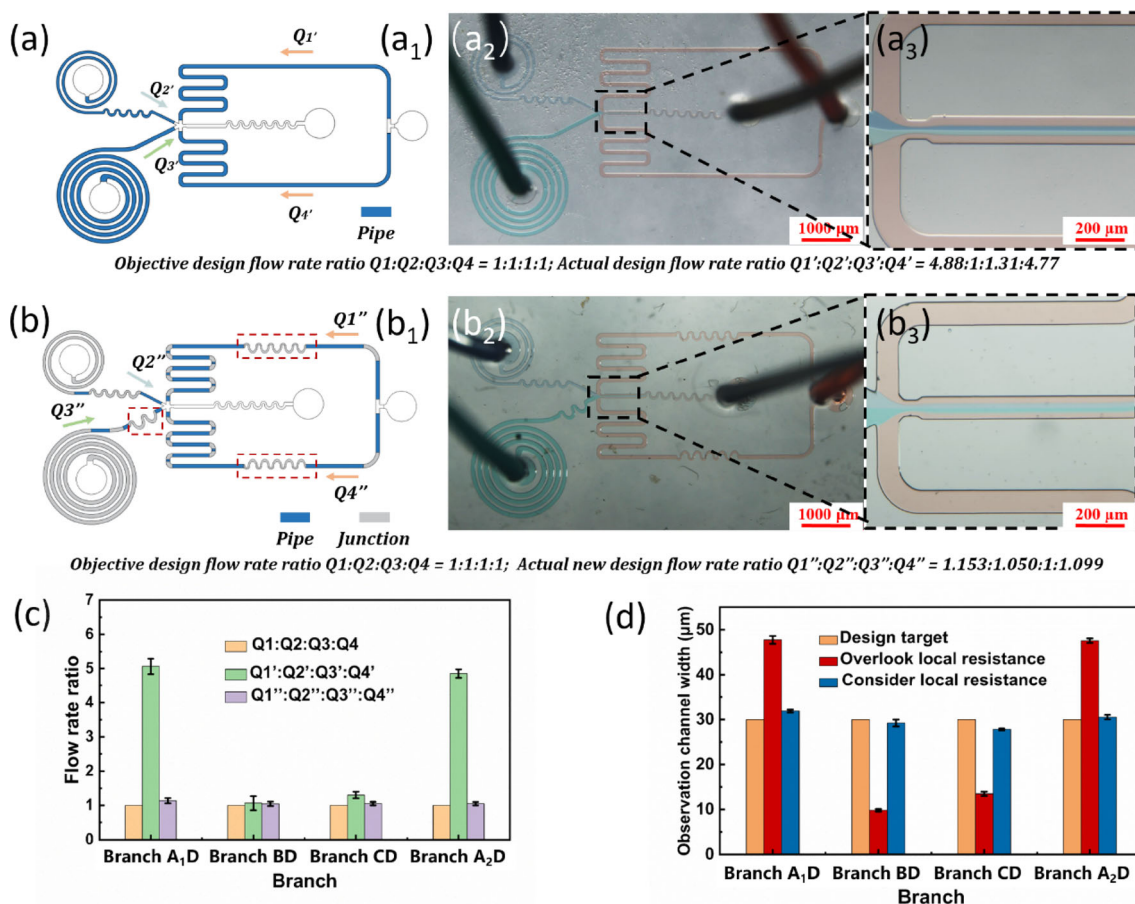 (a)
Q1'
(a1)
(a2)
(a3)
Q2'
Q3'
Q4'
Pipe
1000 μm
200 μm
Objective design flow rate ratio Q1:Q2:Q3:Q4 = 1:1:1:1; Actual design flow rate ratio Q1':Q2':Q3':Q4' = 4.88:1:1.31:4.77
(b)
Q1''
(b1)
(b2)
(b3)
Q2''
Q3''
Q4''
Pipe
Junction
1000 μm
200 μm
Objective design flow rate ratio Q1:Q2:Q3:Q4 = 1:1:1:1; Actual new design flow rate ratio Q1'':Q2'':Q3'':Q4'' = 1.153:1.050:1:1.099
(c)
Flow rate ratio
7
6
5
4
3
2
1
0
Q1:Q2:Q3:Q4
Q1':Q2':Q3':Q4'
Q1'':Q2'':Q3'':Q4''
Branch A1D
Branch BD
Branch CD
Branch A2D
Branch
(d)
Observation channel width (μm)
50
40
30
20
10
0
Design target
Overlook local resistance
Consider local resistance
Branch A1D
Branch BD
Branch CD
Branch A2D
Branch